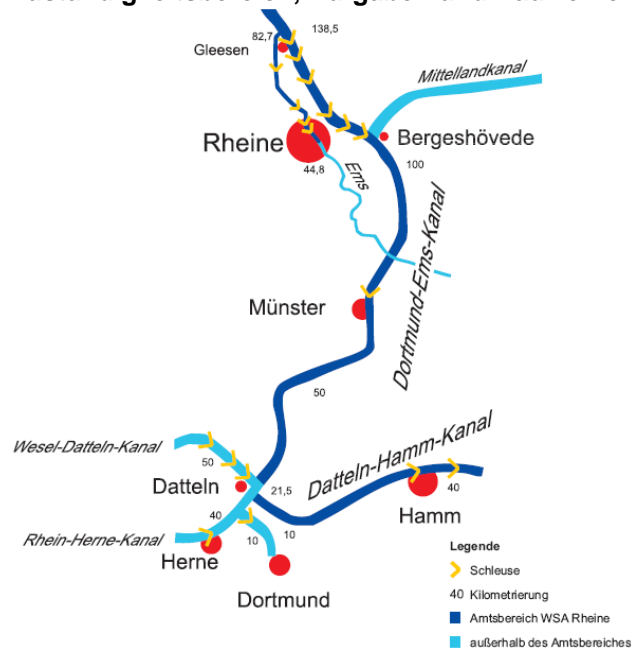 82,7
138,5
Gleesen
Mittellandkanal
Rheine
Bergeshövede
100
44,8
Ems
Dortmund-Ems-Kanal
Münster
50
Wesel-Datteln-Kanal
50
Datteln-Hamm-Kanal
Datteln
21,5
40
40
Hamm
Rhein-Herne-Kanal
10
10
Herne
Dortmund
Legende
Schleuse
40 Kilometrierung
Amtsbereich WSA Rheine
außerhalb des Amtsbereiches